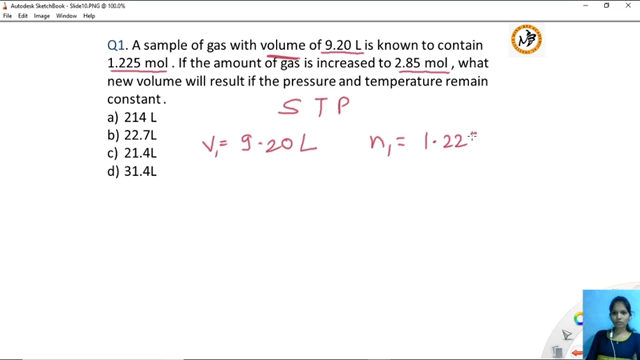 Autodesk SketchBook - Slide10.PNG @ 100.0%
File Edit Image Window Help
Q1. A sample of gas with volume of 9.20 L is known to contain
1.225 mol . If the amount of gas is increased to 2.85 mol , what
new volume will result if the pressure and temperature remain
constant .
a) 214 L
b) 22.7L
c) 21.4L
d) 31.4L
S T P
V₁ = 9.20 L n₁ = 1.22